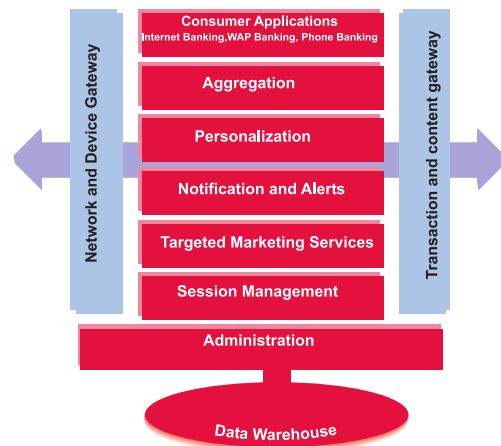 Consumer Applications
Internet Banking,WAP Banking, Phone Banking
Network and Device Gateway
Aggregation
Personalization
Notification and Alerts
Targeted Marketing Services
Session Management
Transaction and content gateway
Administration
Data Warehouse